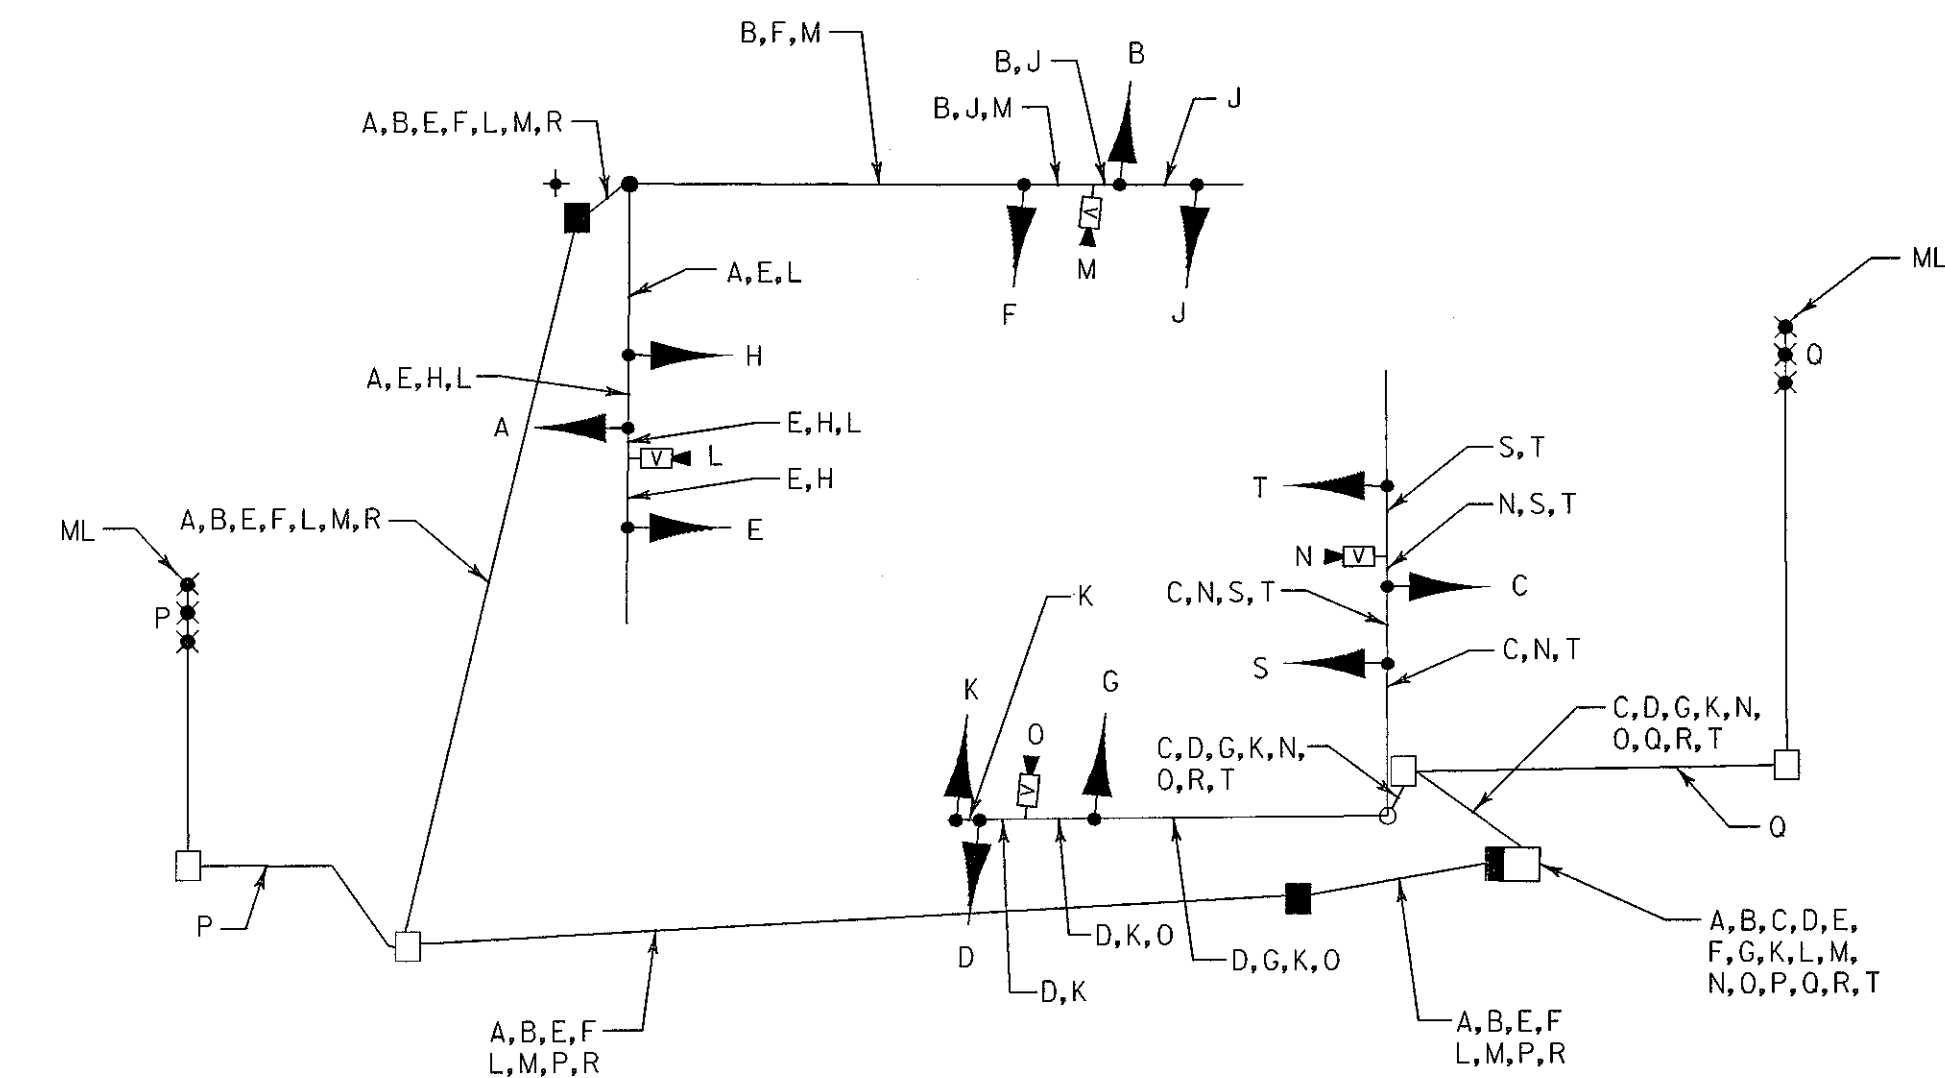 B,F,M
B,J
B
B,J,M
J
A,B,E,F,L,M,R
V
M
F
J
ML
A,E,L
H
Q
A,E,H,L
A
E,H,L
V
L
E,H
E
S,T
T
N,S,T
N
V
C
C,N,S,T
ML
A,B,E,F,L,M,R
P
K
S
C,N,T
K
G
O
V
C,D,G,K,N,
O,R,T
C,D,G,K,N,
O,Q,R,T
Q
P
D
D,K,O
D,G,K,O
D,K
A,B,C,D,E,
F,G,K,L,M,
N,O,P,Q,R,T
A,B,E,F
L,M,P,R
A,B,E,F
L,M,P,R